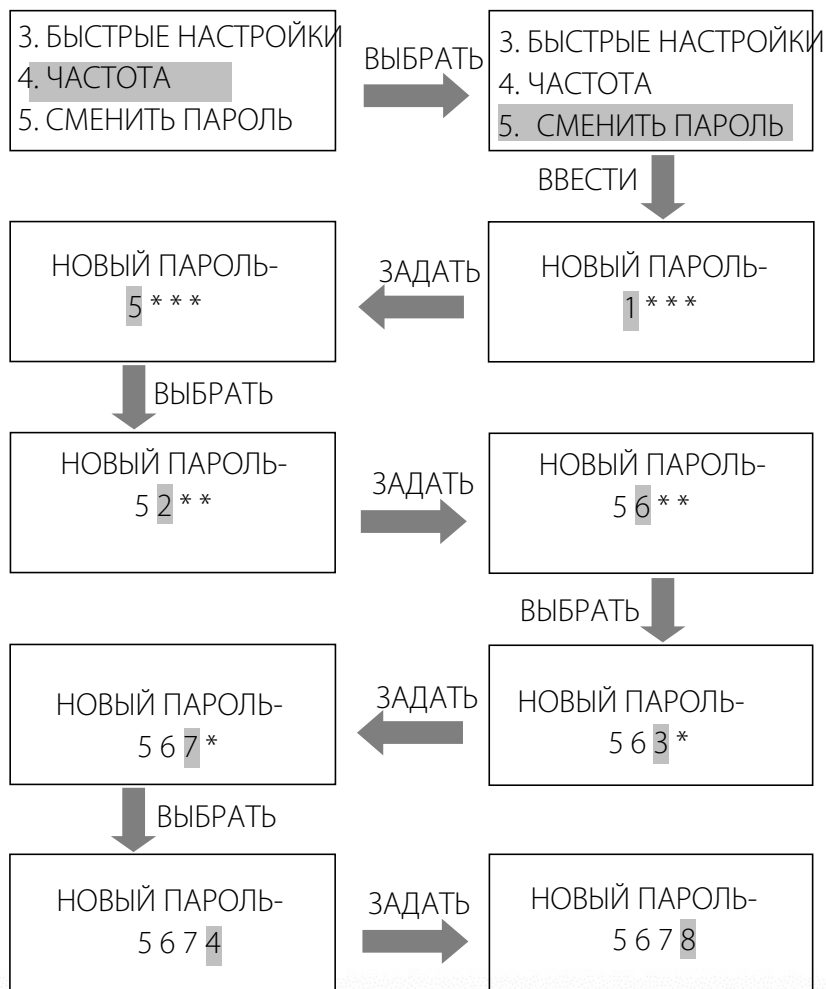 3. БЫСТРЫЕ НАСТРОЙКИ
4. ЧАСТОТА
5. СМЕНИТЬ ПАРОЛЬ
ВЫБРАТЬ
3. БЫСТРЫЕ НАСТРОЙКИ
4. ЧАСТОТА
5. СМЕНИТЬ ПАРОЛЬ
ВВЕСТИ
НОВЫЙ ПАРОЛЬ-
1 * * *
ЗАДАТЬ
НОВЫЙ ПАРОЛЬ-
5 * * *
ВЫБРАТЬ
НОВЫЙ ПАРОЛЬ-
5 2 * *
ЗАДАТЬ
НОВЫЙ ПАРОЛЬ-
5 6 * *
ВЫБРАТЬ
НОВЫЙ ПАРОЛЬ-
5 6 3 *
ЗАДАТЬ
НОВЫЙ ПАРОЛЬ-
5 6 7 *
ВЫБРАТЬ
НОВЫЙ ПАРОЛЬ-
5 6 7 4
ЗАДАТЬ
НОВЫЙ ПАРОЛЬ-
5 6 7 8